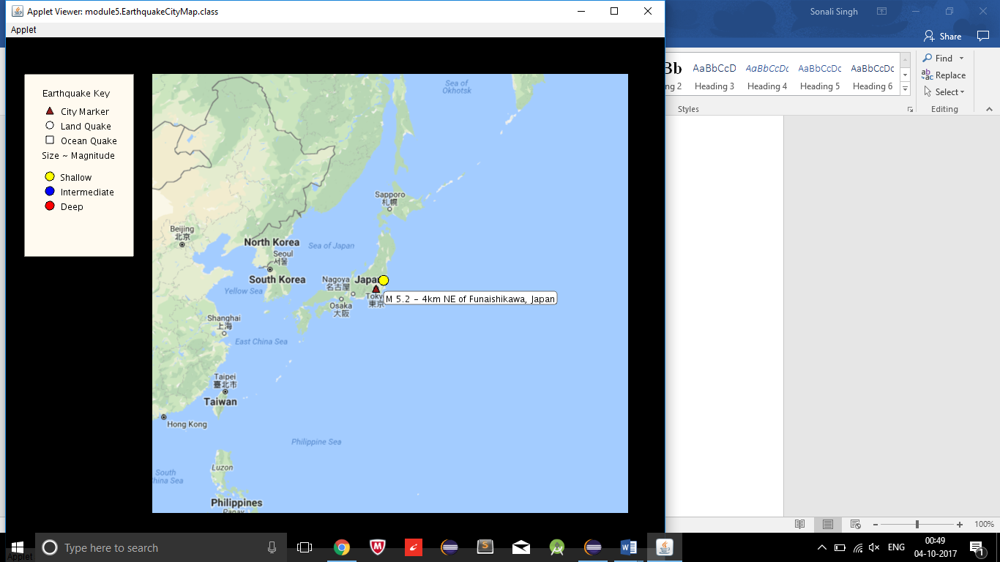 Applet Viewer: module5.EarthquakeCityMap.class
Applet
Sonali Singh
Share
Earthquake Key
City Marker
Land Quake
Ocean Quake
Size ~ Magnitude
Shallow
Intermediate
Deep
Sea of
Okhotsk
Sapporo
札幌
Beijing
北京
North Korea
Sea of Japan
Seoul
서울
South Korea
Nagoya
名古屋
Japan
Yellow Sea
Tokyo
東京
M 5.2 - 4km NE of Funaishikawa, Japan
Osaka
大阪
Shanghai
上海
East China Sea
Taipei
臺北市
Taiwan
Hong Kong
Philippine Sea
Luzon
South
China Sea
Philippines
Panay
Bb AaBbCcD AaBbCcDc AaBbCcDc AaBbCcDc
ng 2 Heading 3 Heading 4 Heading 5 Heading 6
Styles
Find
Replace
Select
Editing
100%
Type here to search
ENG
00:49
04-10-2017
1
Applet